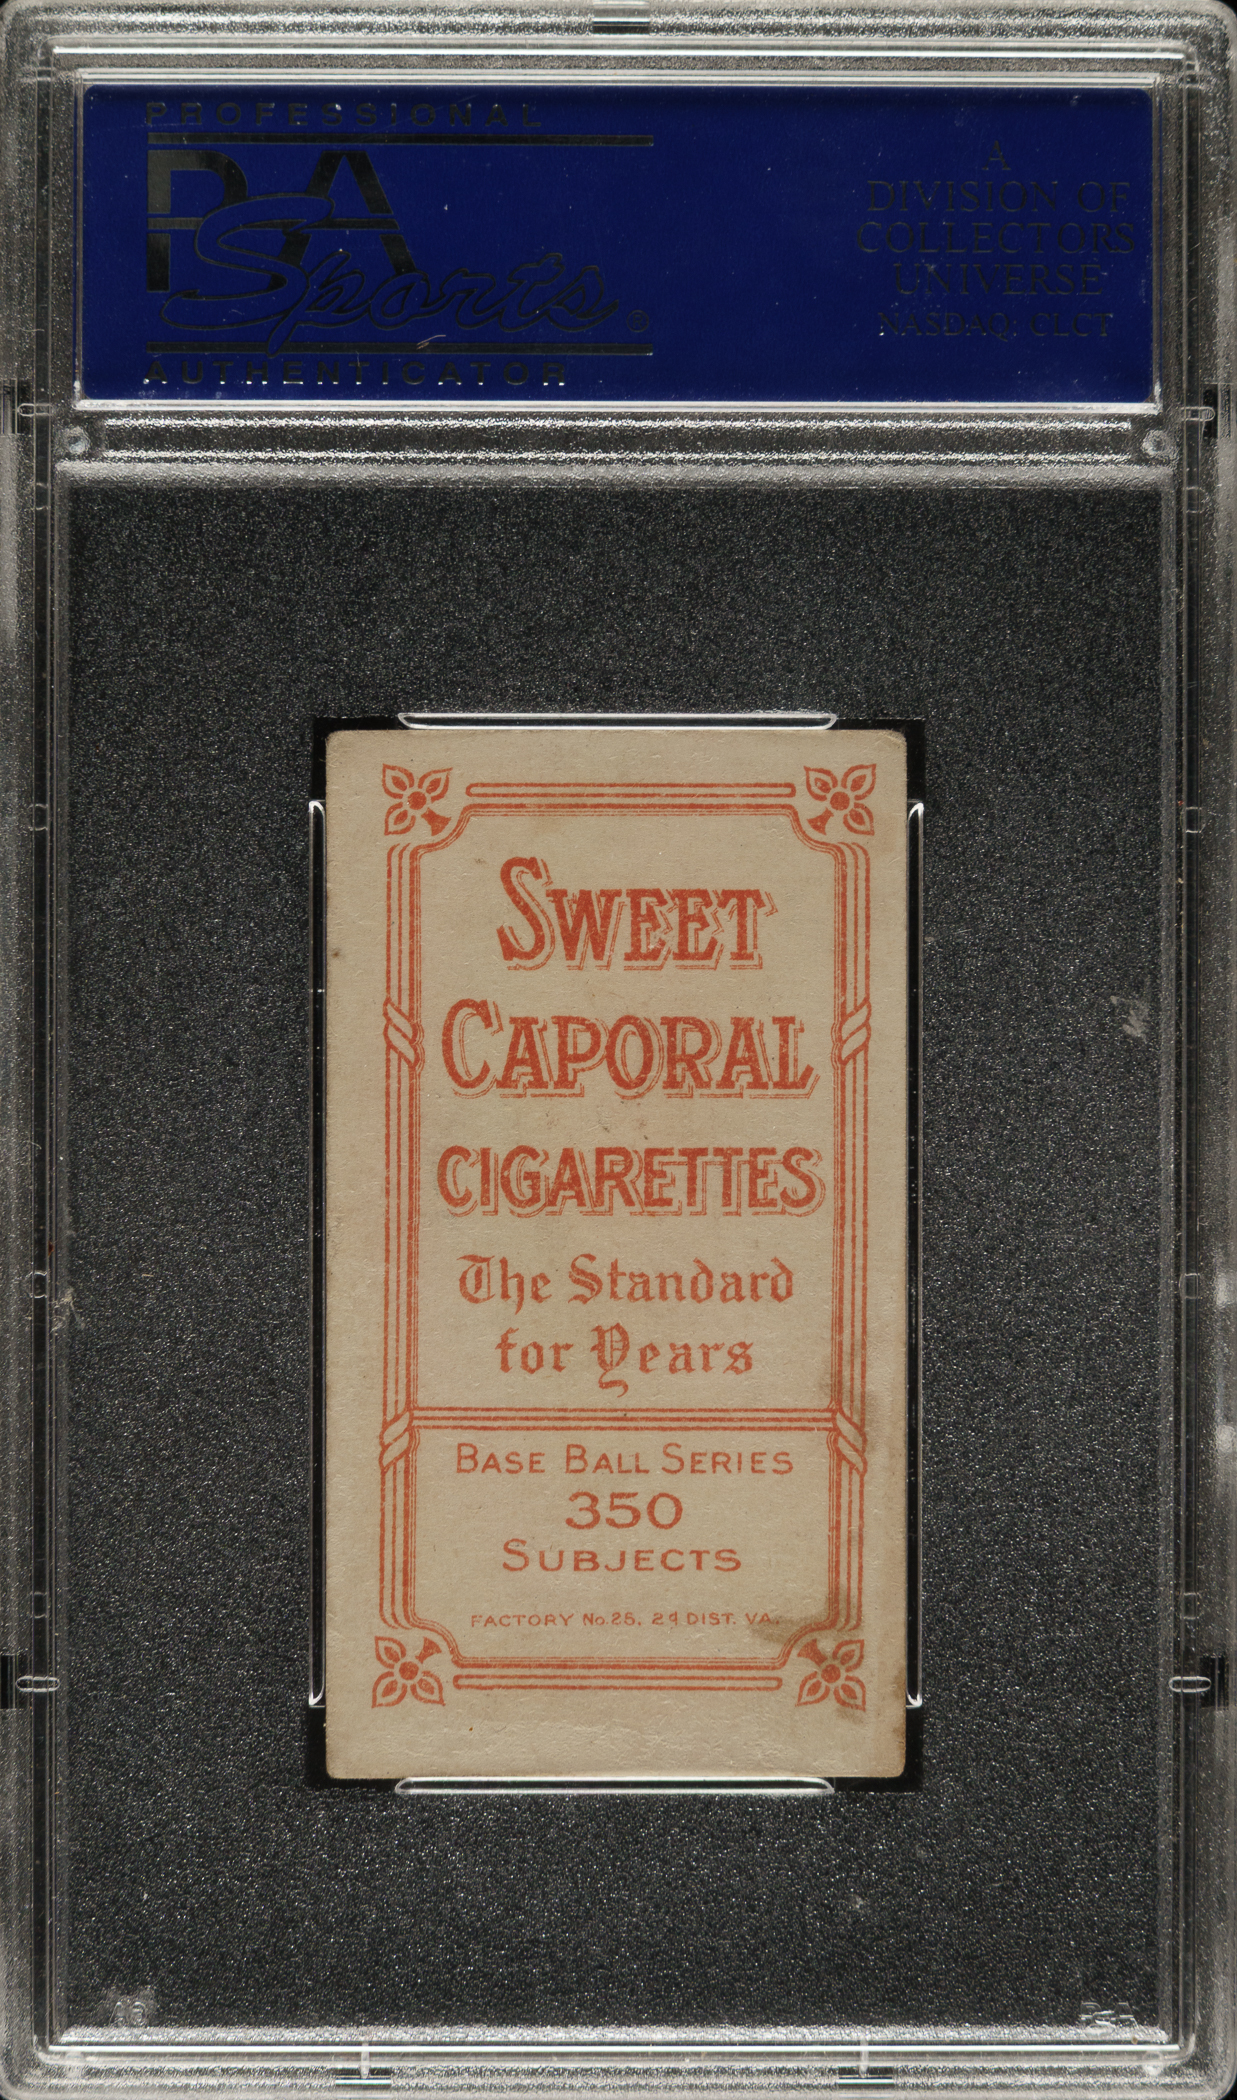 PROFESSIONAL
PSA
Sports®
AUTHENTICATOR
A
DIVISION OF
COLLECTORS
UNIVERSE
NASDAQ: CLCT
SWEET
CAPORAL
CIGARETTES
The Standard
for Years
BASE BALL SERIES
350
SUBJECTS
FACTORY No. 25. 2d DIST. VA.
PSA